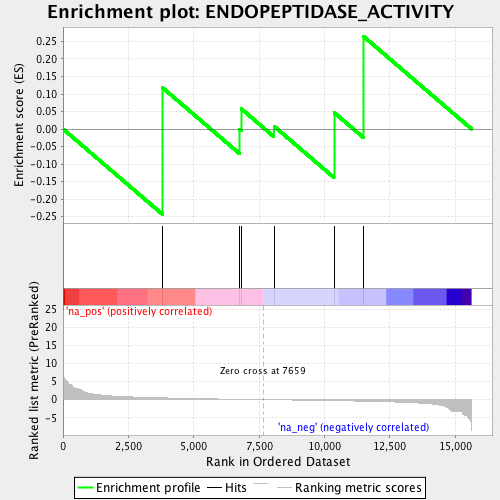 Enrichment plot: ENDOPEPTIDASE_ACTIVITY
Enrichment score (ES)
0.25
0.20
0.15
0.10
0.05
0.00
-0.05
-0.10
-0.15
-0.20
-0.25
'na_pos' (positively correlated)
Ranked list metric (PreRanked)
25
20
15
10
5
0
-5
Zero cross at 7659
'na_neg' (negatively correlated)
0 2,500 5,000 7,500 10,000 12,500 15,000
Rank in Ordered Dataset
Enrichment profile Hits Ranking metric scores